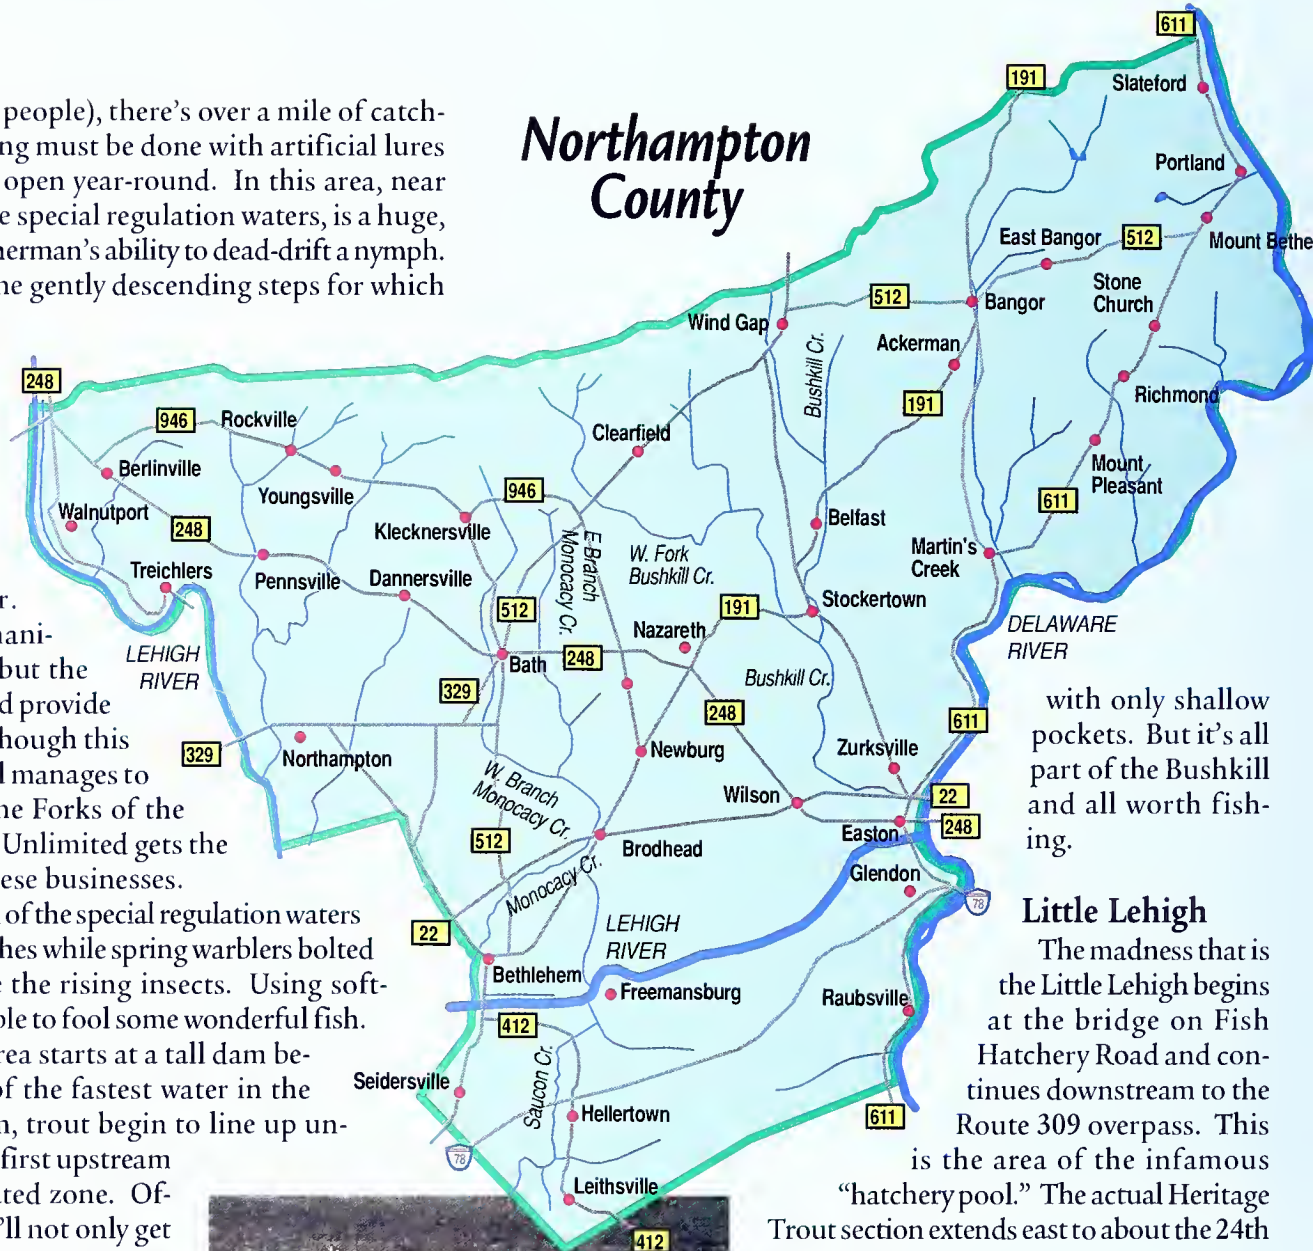 people), there's over a mile of catch-
ng must be done with artificial lures
open year-round. In this area, near
e special regulation waters, is a huge,
nerman's ability to dead-drift a nymph.
ne gently descending steps for which
Northampton
County
611
191
Slateford
Portland
East Bangor
512
Mount Bethe
Stone
Church
512
Bangor
Wind Gap
Ackerman
Bushkill Cr.
Richmond
191
248
946
Rockville
Clearfield
Berlinville
Youngsville
946
Mount
Pleasant
611
Walnutport
248
Klecknersville
Belfast
E Branch
Monocacy Cr.
W. Fork
Bushkill Cr.
Martin's
Creek
Treichlers
Pennsville
Dannersville
512
191
Stockertown
Nazareth
DELAWARE
RIVER
LEHIGH
RIVER
Bath
248
329
Bushkill Cr.
248
611
329
Northampton
Newburg
Zurksville
W. Branch
Monocacy Cr.
Wilson
22
248
Easton
512
Brodhead
Glendon
Monocacy Cr.
78
22
LEHIGH
RIVER
Bethlehem
Freemansburg
Raubsville
412
Seidersville
Saucon Cr.
Hellertown
611
78
Leithsville
412
r.
ani-
but the
d provide
hough this
l manages to
ne Forks of the
Unlimited gets the
ese businesses.
of the special regulation waters
hes while spring warblers bolted
e the rising insects. Using soft-
ble to fool some wonderful fish.
rea starts at a tall dam be-
of the fastest water in the
n, trout begin to line up un-
first upstream
ted zone. Of-
'll not only get
with only shallow
pockets. But it's all
part of the Bushkill
and all worth fish-
ing.
Little Lehigh
The madness that is
the Little Lehigh begins
at the bridge on Fish
Hatchery Road and con-
tinues downstream to the
Route 309 overpass. This
is the area of the infamous
"hatchery pool." The actual Heritage
Trout section extends east to about the 24th